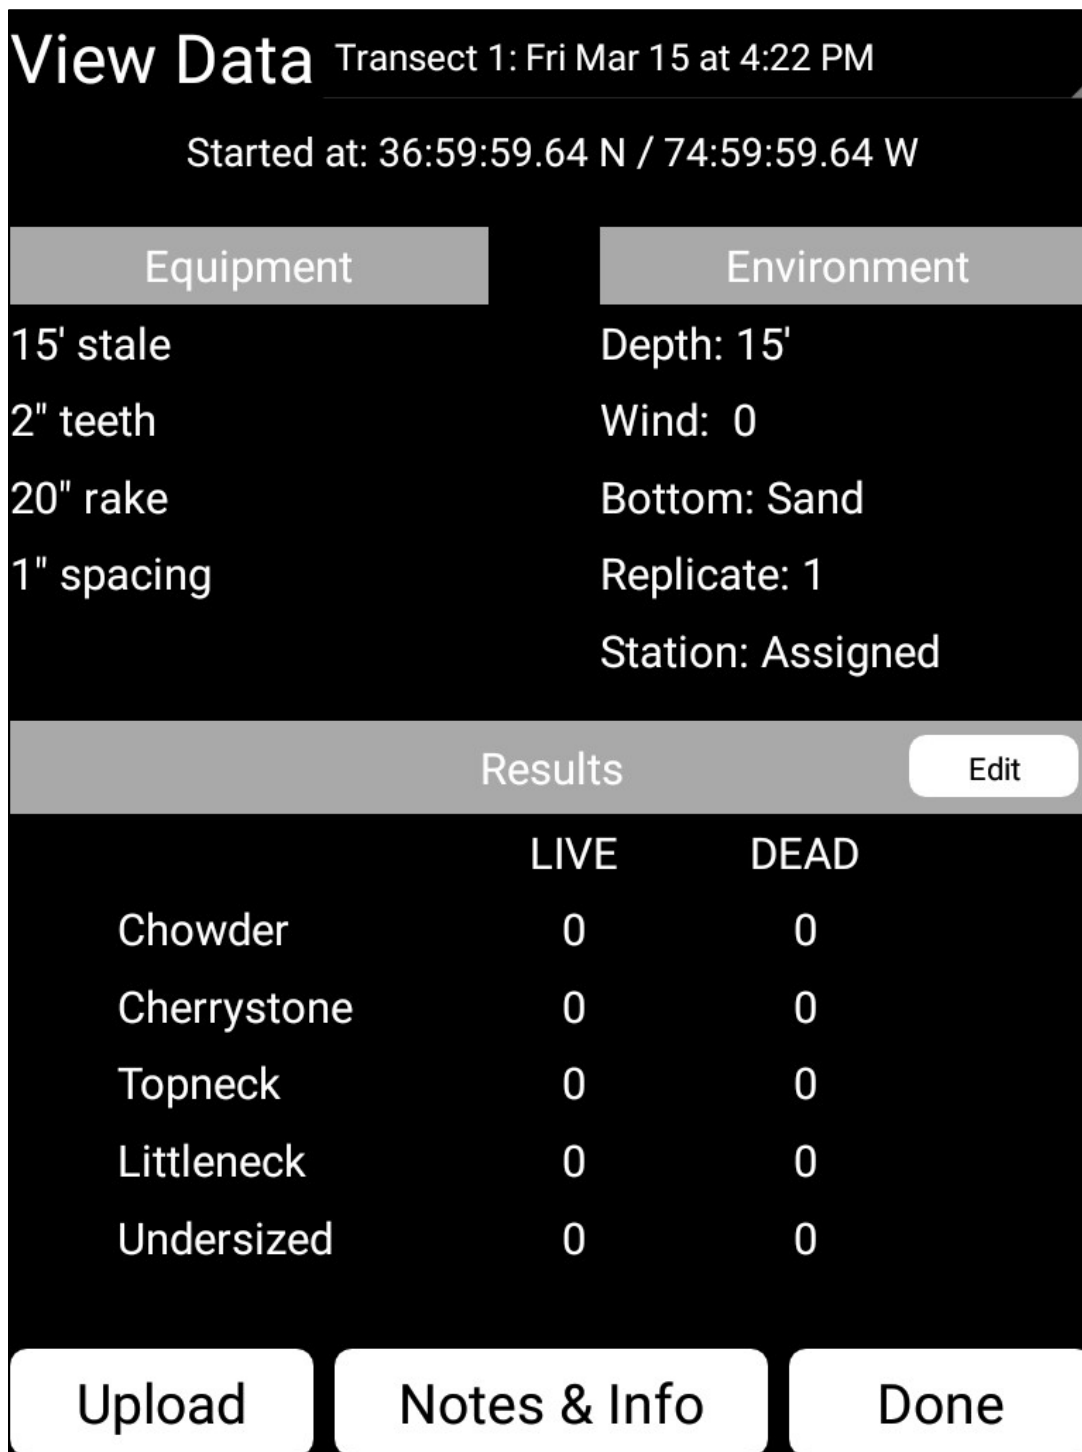 View Data Transect 1: Fri Mar 15 at 4:22 PM
Started at: 36:59:59.64 N / 74:59:59.64 W
Equipment
15' stale
2" teeth
20" rake
1" spacing
Environment
Depth: 15'
Wind:  0
Bottom: Sand
Replicate: 1
Station: Assigned
Results Edit
LIVE DEAD
Chowder 0 0
Cherrystone 0 0
Topneck 0 0
Littleneck 0 0
Undersized 0 0
Upload Notes & Info Done